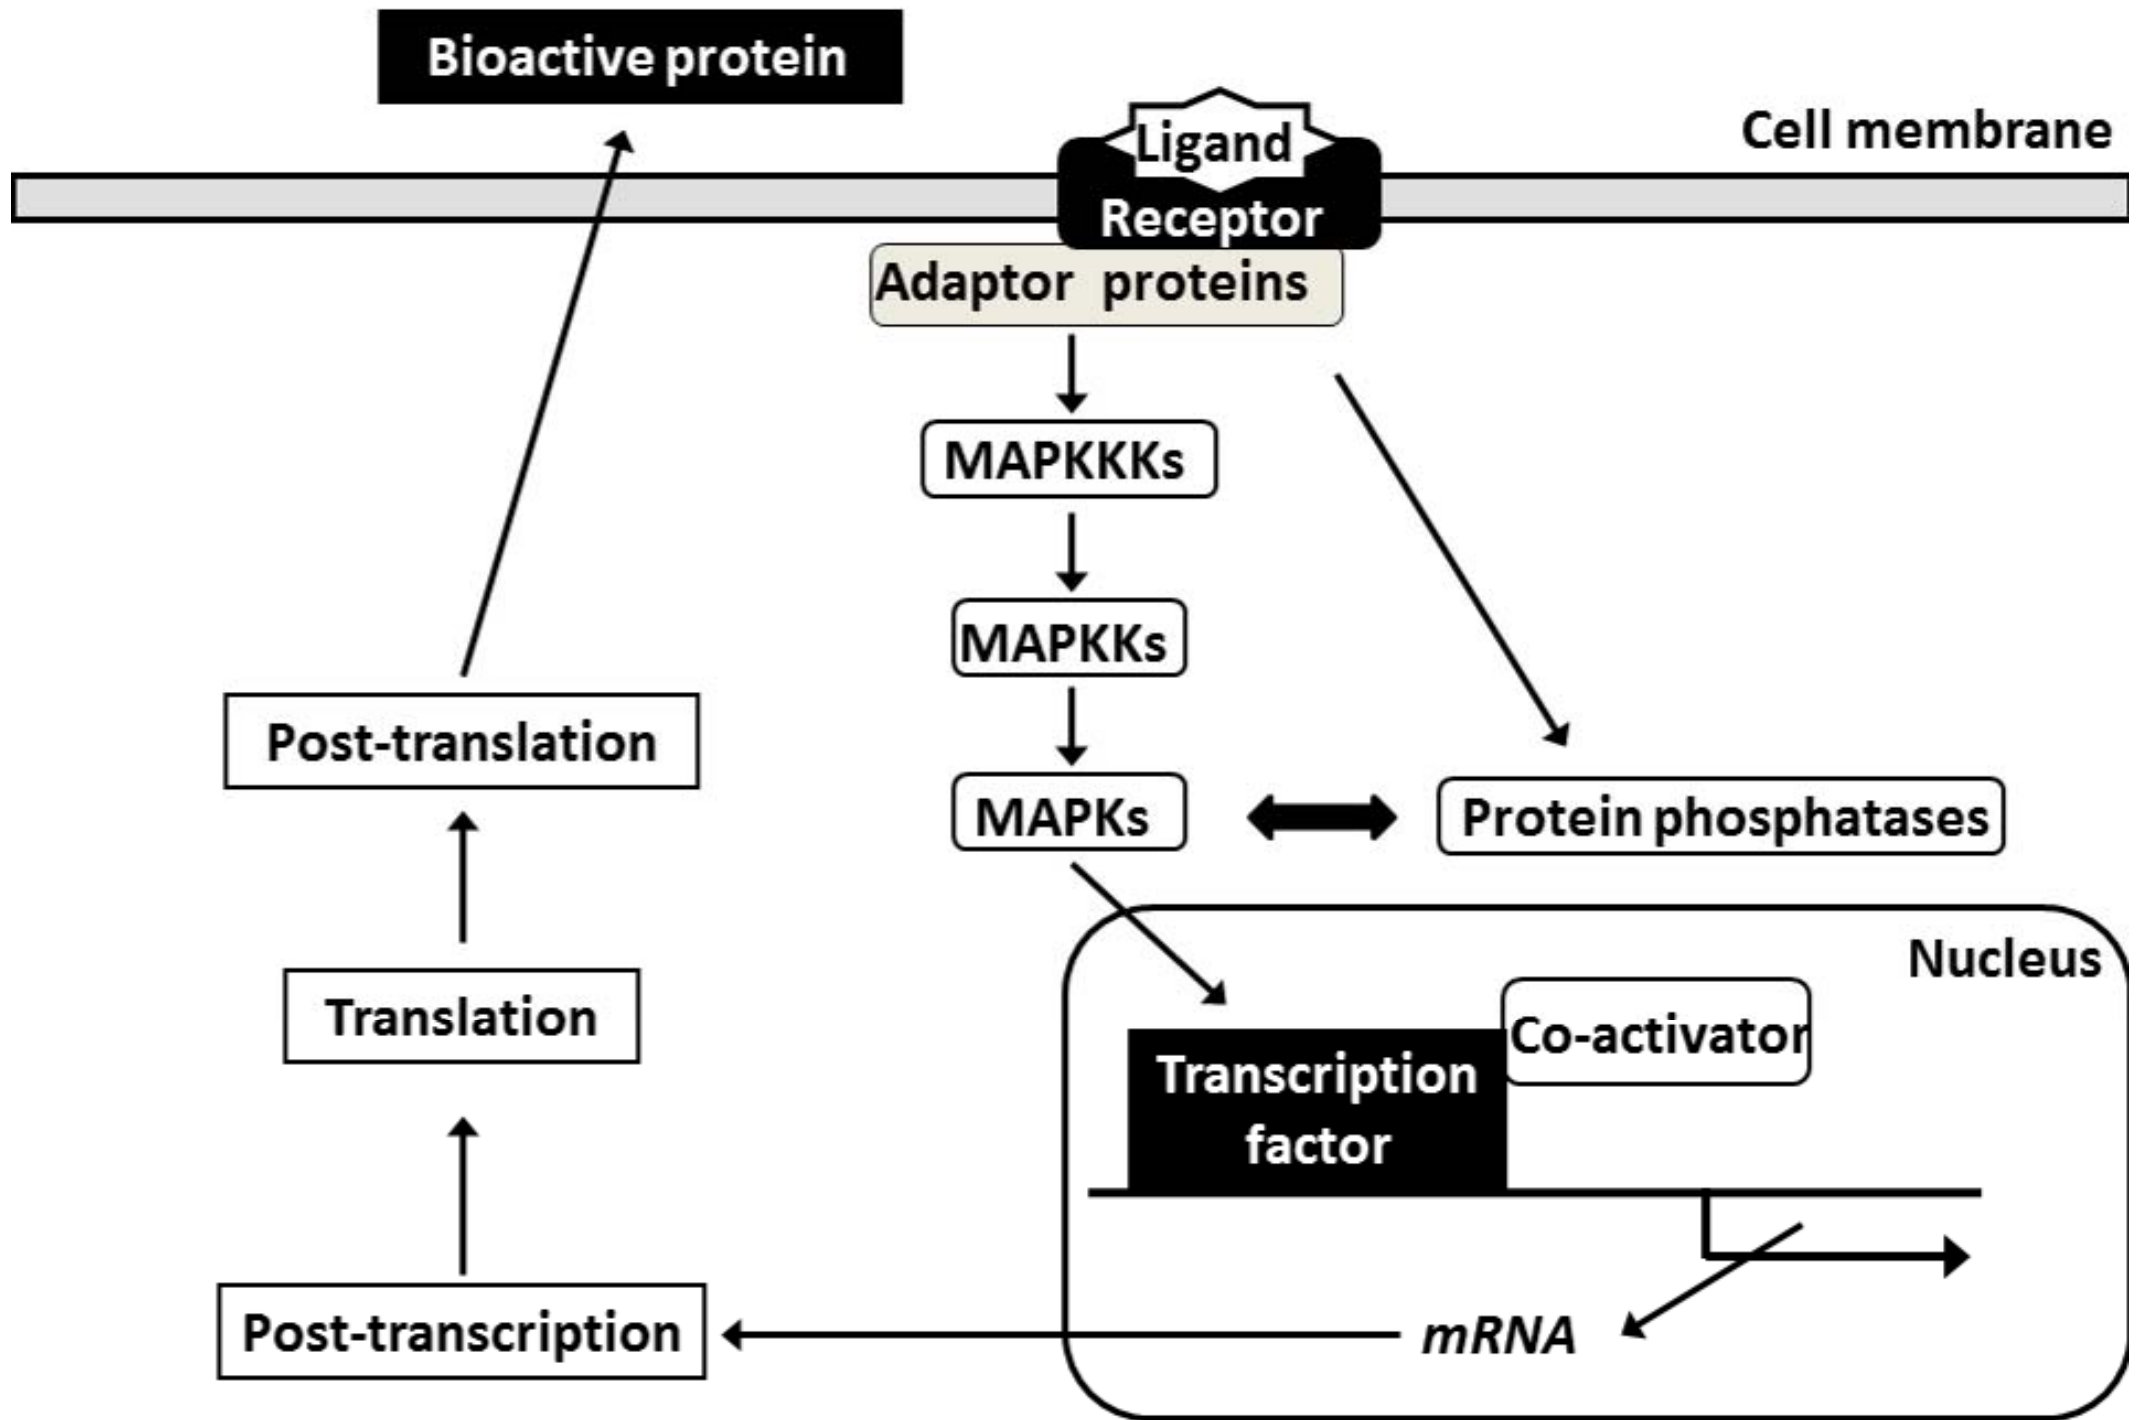 Bioactive protein
Ligand
Cell membrane
Receptor
Adaptor proteins
MAPKKKs
MAPKKs
Post-translation
MAPKs
Protein phosphatases
Nucleus
Translation
Co-activator
Transcription
factor
Post-transcription
mRNA